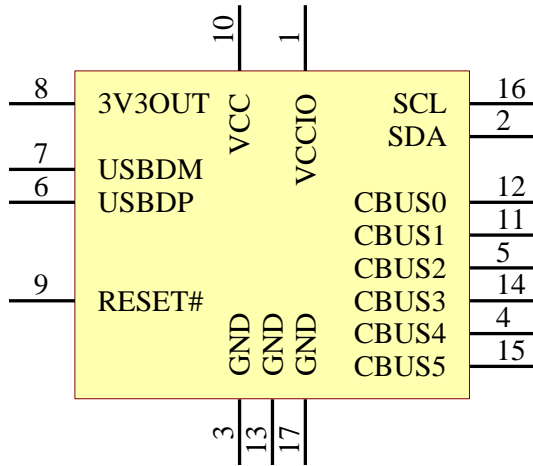 10 1
8 3V3OUT VCC VCCIO SCL 16
SDA 2
7 USBDM
6 USBDP CBUS0 12
CBUS1 11
CBUS2 5
9 RESET# CBUS3 14
GND GND GND CBUS4 4
CBUS5 15
3 13 17